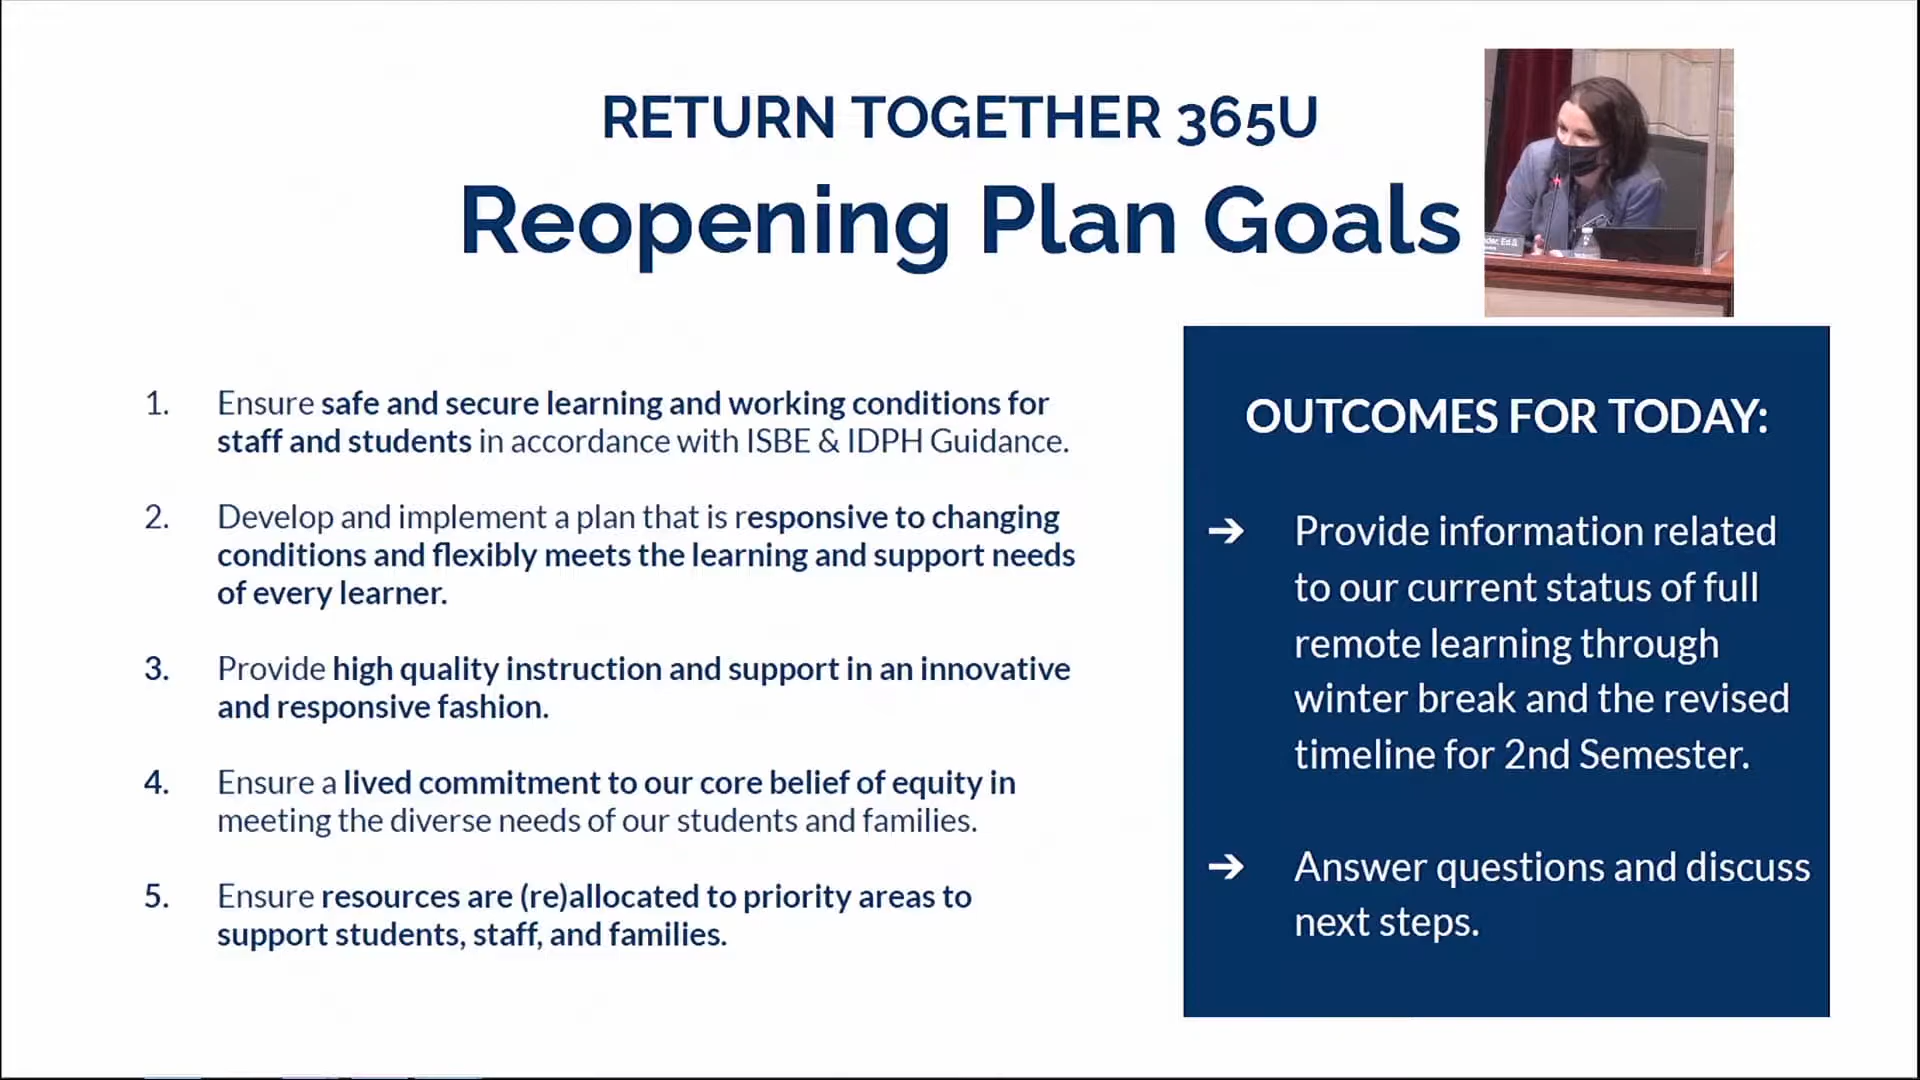 RETURN TOGETHER 365U
Reopening Plan Goals
1. Ensure safe and secure learning and working conditions for
staff and students in accordance with ISBE & IDPH Guidance.
2. Develop and implement a plan that is responsive to changing
conditions and flexibly meets the learning and support needs
of every learner.
3. Provide high quality instruction and support in an innovative
and responsive fashion.
4. Ensure a lived commitment to our core belief of equity in
meeting the diverse needs of our students and families.
5. Ensure resources are (re)allocated to priority areas to
support students, staff, and families.
OUTCOMES FOR TODAY:
➔ Provide information related
to our current status of full
remote learning through
winter break and the revised
timeline for 2nd Semester.
➔ Answer questions and discuss
next steps.
Ed.S.